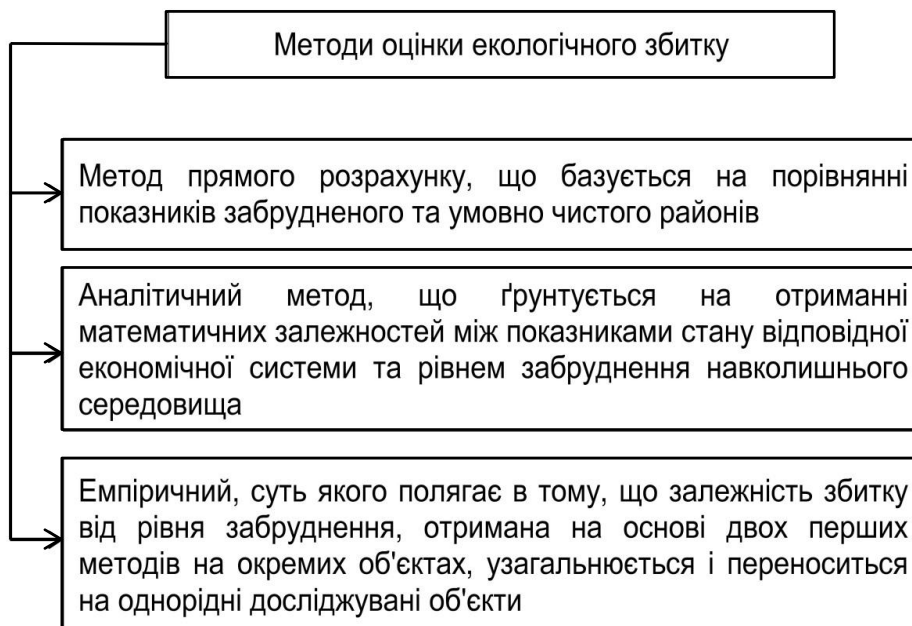 Методи оцінки екологічного збитку
Метод прямого розрахунку, що базується на порівнянні
показників забрудненого та умовно чистого районів
Аналітичний метод, що ґрунтується на отриманні
математичних залежностей між показниками стану відповідної
економічної системи та рівнем забруднення навколишнього
середовища
Емпіричний, суть якого полягає в тому, що залежність збитку
від рівня забруднення, отримана на основі двох перших
методів на окремих об'єктах, узагальнюється і переноситься
на однорідні досліджувані об'єкти